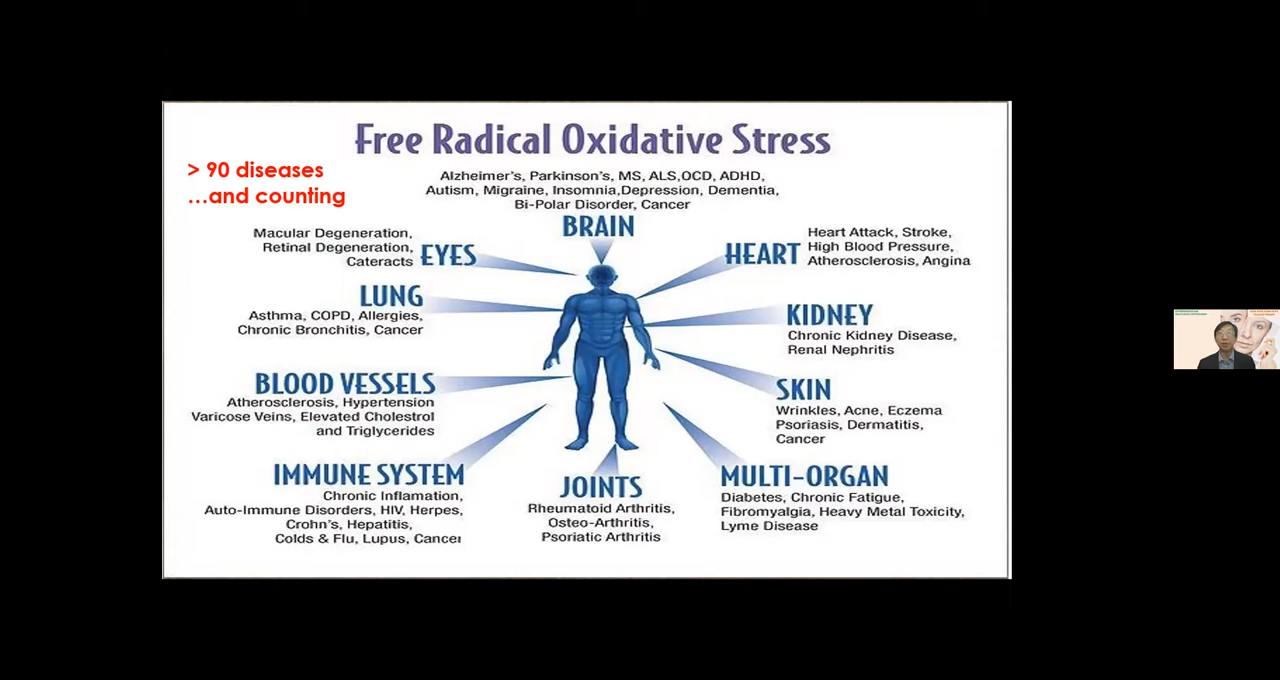 Free Radical Oxidative Stress
> 90 diseases
...and counting
Alzheimer's, Parkinson's, MS, ALS,OCD, ADHD,
Autism, Migraine, Insomnia,Depression, Dementia,
Bi-Polar Disorder, Cancer
BRAIN
Macular Degeneration,
Retinal Degeneration,
Cateracts
EYES
HEART
Heart Attack, Stroke,
High Blood Pressure,
Atherosclerosis, Angina
LUNG
Asthma, COPD, Allergies,
Chronic Bronchitis, Cancer
KIDNEY
Chronic Kidney Disease,
Renal Nephritis
BLOOD VESSELS
Atherosclerosis, Hypertension
Varicose Veins, Elevated Cholestrol
and Triglycerides
SKIN
Wrinkles, Acne, Eczema
Psoriasis, Dermatitis,
Cancer
IMMUNE SYSTEM
Chronic Inflamation,
Auto-Immune Disorders, HIV, Herpes,
Crohn's, Hepatitis,
Colds & Flu, Lupus, Cancer
JOINTS
Rheumatoid Arthritis,
Osteo-Arthritis,
Psoriatic Arthritis
MULTI-ORGAN
Diabetes, Chronic Fatigue,
Fibromyalgia, Heavy Metal Toxicity,
Lyme Disease